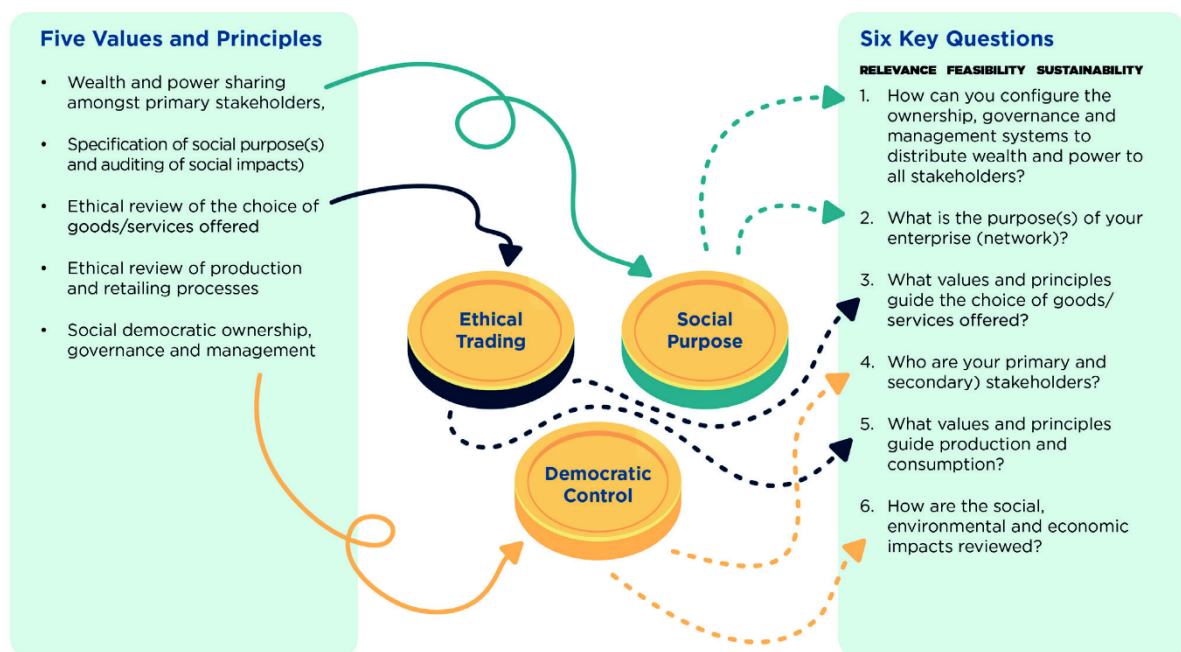 Five Values and Principles
• Wealth and power sharing
amongst primary stakeholders,
• Specification of social purpose(s)
and auditing of social impacts)
• Ethical review of the choice of
goods/services offered
• Ethical review of production
and retailing processes
• Social democratic ownership,
governance and management
Ethical
Trading
Social
Purpose
Democratic
Control
Six Key Questions
RELEVANCE FEASIBILITY SUSTAINABILITY
1. How can you configure the
ownership, governance and
management systems to
distribute wealth and power to
all stakeholders?
2. What is the purpose(s) of your
enterprise (network)?
3. What values and principles
guide the choice of goods/
services offered?
4. Who are your primary and
secondary) stakeholders?
5. What values and principles
guide production and
consumption?
6. How are the social,
environmental and economic
impacts reviewed?